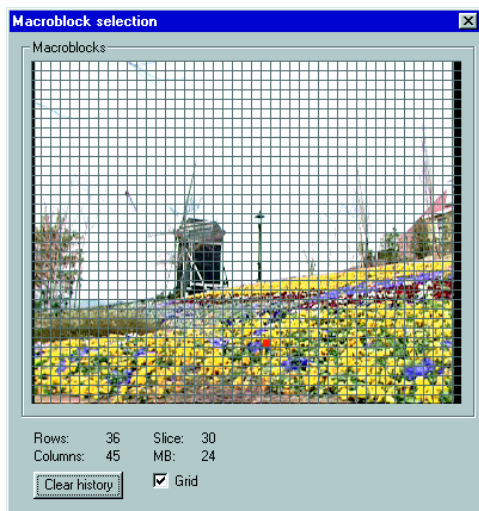 Macroblock selection
Macroblocks
Rows: 36 Slice: 30
Columns: 45 MB: 24
Clear history Grid